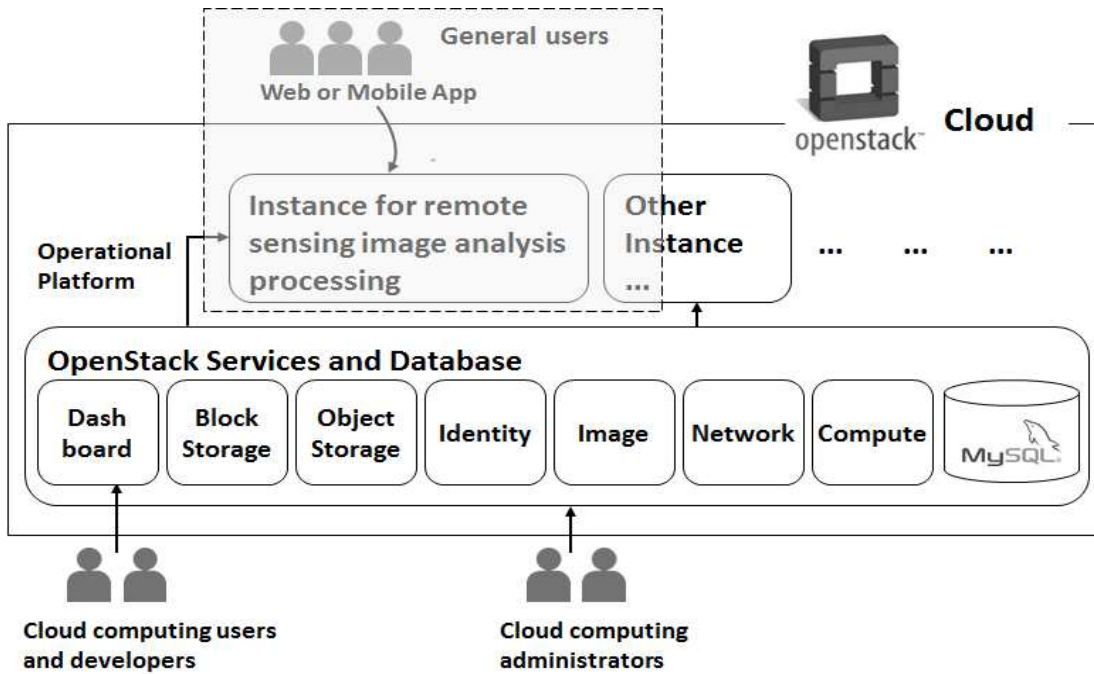 General users
Web or Mobile App
openstack™
Cloud
Instance for remote
sensing image analysis
processing
Other
Instance
...
... ... ...
Operational
Platform
OpenStack Services and Database
Dash
board
Block
Storage
Object
Storage
Identity
Image
Network
Compute
MySQL®
Cloud computing users
and developers
Cloud computing
administrators